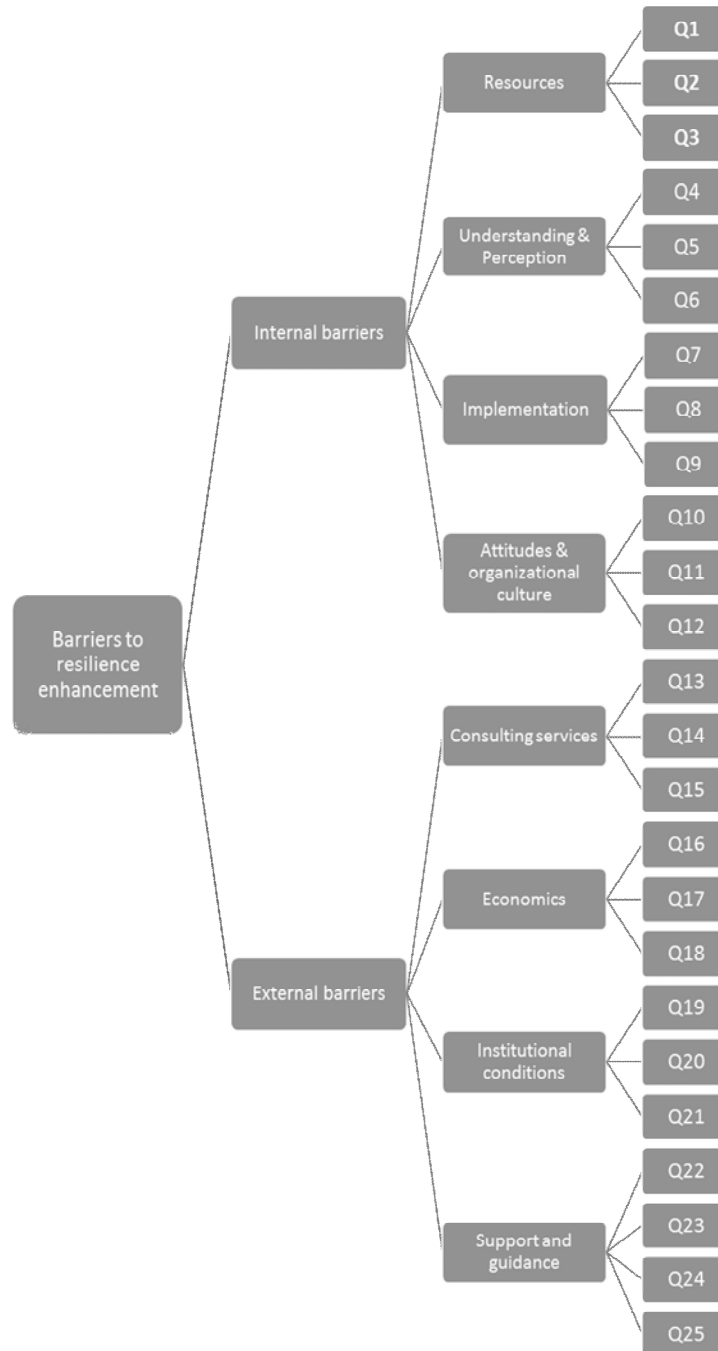 Barriers to
resilience
enhancement
Internal barriers
Resources
Q1
Q2
Q3
Understanding &
Perception
Q4
Q5
Q6
Implementation
Q7
Q8
Q9
Attitudes &
organizational
culture
Q10
Q11
Q12
External barriers
Consulting services
Q13
Q14
Q15
Economics
Q16
Q17
Q18
Institutional
conditions
Q19
Q20
Q21
Support and
guidance
Q22
Q23
Q24
Q25